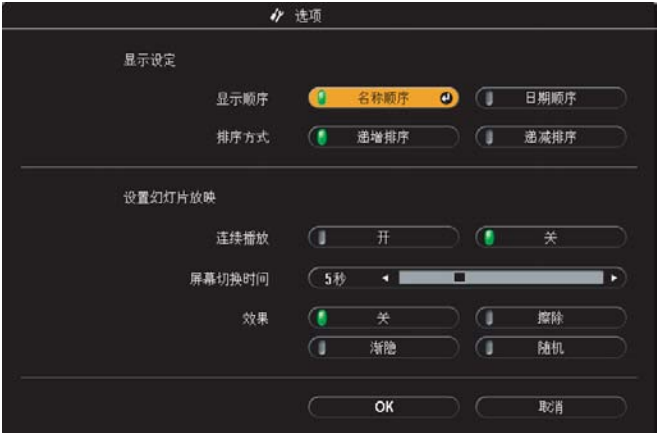 选项
显示设定
显示顺序 名称顺序 日期顺序
排序方式 递增排序 递减排序
设置幻灯片放映
连续播放 开 关
屏幕切换时间 5秒
效果 关 擦除
渐隐 随机
OK 取消